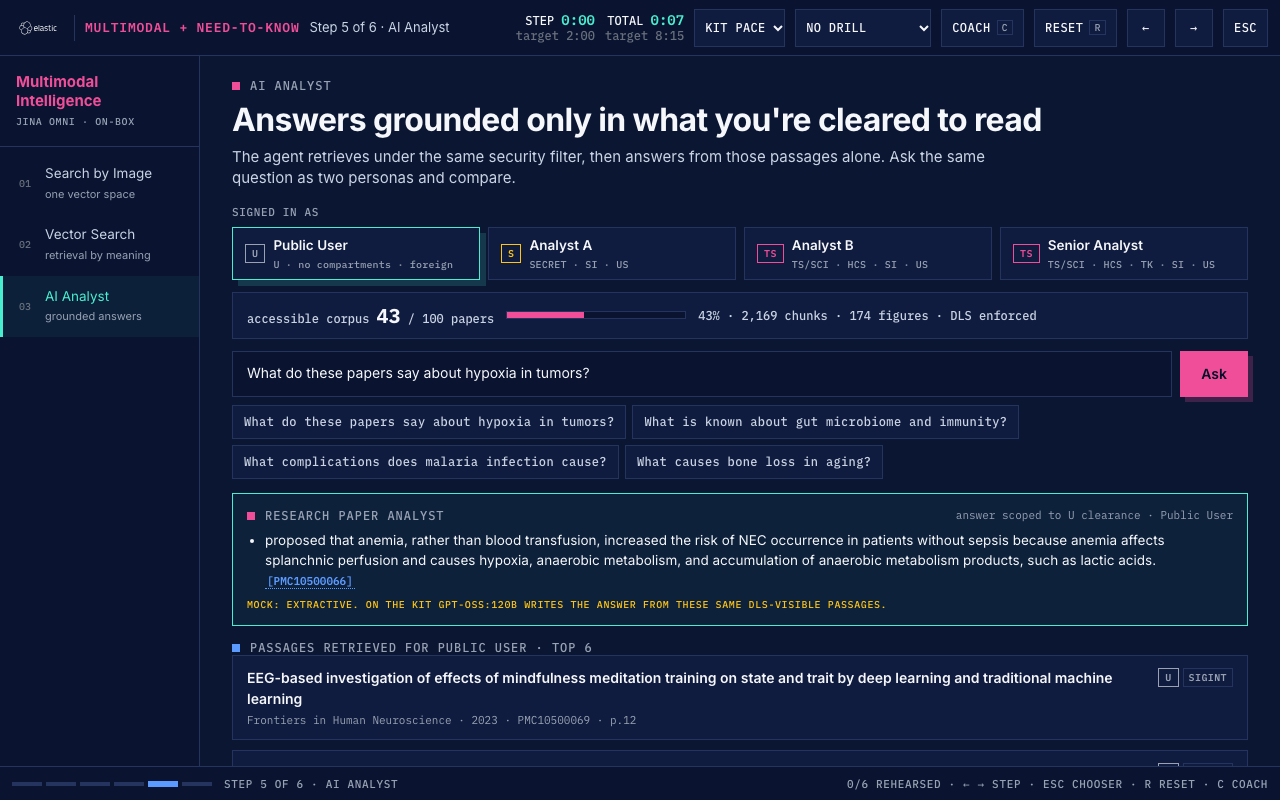 elastic
MULTIMODAL + NEED-TO-KNOW
Step 5 of 6 · AI Analyst
STEP 0:00 TOTAL 0:07
target 2:00 target 8:15
KIT PACE
NO DRILL
COACH C
RESET R
←
→
ESC
Multimodal
Intelligence
JINA OMNI · ON-BOX
01 Search by Image
one vector space
02 Vector Search
retrieval by meaning
03 AI Analyst
grounded answers
AI ANALYST
Answers grounded only in what you're cleared to read
The agent retrieves under the same security filter, then answers from those passages alone. Ask the same
question as two personas and compare.
SIGNED IN AS
U Public User
U · no compartments · foreign
S Analyst A
SECRET · SI · US
TS Analyst B
TS/SCI · HCS · SI · US
TS Senior Analyst
TS/SCI · HCS · TK · SI · US
accessible corpus 43 / 100 papers 43% · 2,169 chunks · 174 figures · DLS enforced
What do these papers say about hypoxia in tumors?
Ask
What do these papers say about hypoxia in tumors?
What is known about gut microbiome and immunity?
What complications does malaria infection cause?
What causes bone loss in aging?
RESEARCH PAPER ANALYST
answer scoped to U clearance · Public User
• proposed that anemia, rather than blood transfusion, increased the risk of NEC occurrence in patients without sepsis because anemia affects
splanchnic perfusion and causes hypoxia, anaerobic metabolism, and accumulation of anaerobic metabolism products, such as lactic acids.
[PMC10500066]
MOCK: EXTRACTIVE. ON THE KIT GPT-OSS:120B WRITES THE ANSWER FROM THESE SAME DLS-VISIBLE PASSAGES.
PASSAGES RETRIEVED FOR PUBLIC USER · TOP 6
EEG-based investigation of effects of mindfulness meditation training on state and trait by deep learning and traditional machine
learning
U SIGINT
Frontiers in Human Neuroscience · 2023 · PMC10500069 · p.12
STEP 5 OF 6 · AI ANALYST
0/6 REHEARSED · ← → STEP · ESC CHOOSER · R RESET · C COACH